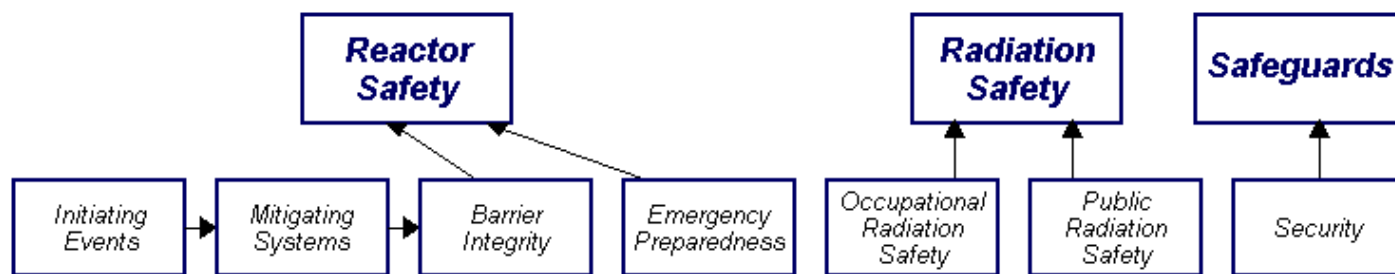 Reactor
Safety
Radiation
Safety
Safeguards
Initiating
Events
Mitigating
Systems
Barrier
Integrity
Emergency
Preparedness
Occupational
Radiation
Safety
Public
Radiation
Safety
Security